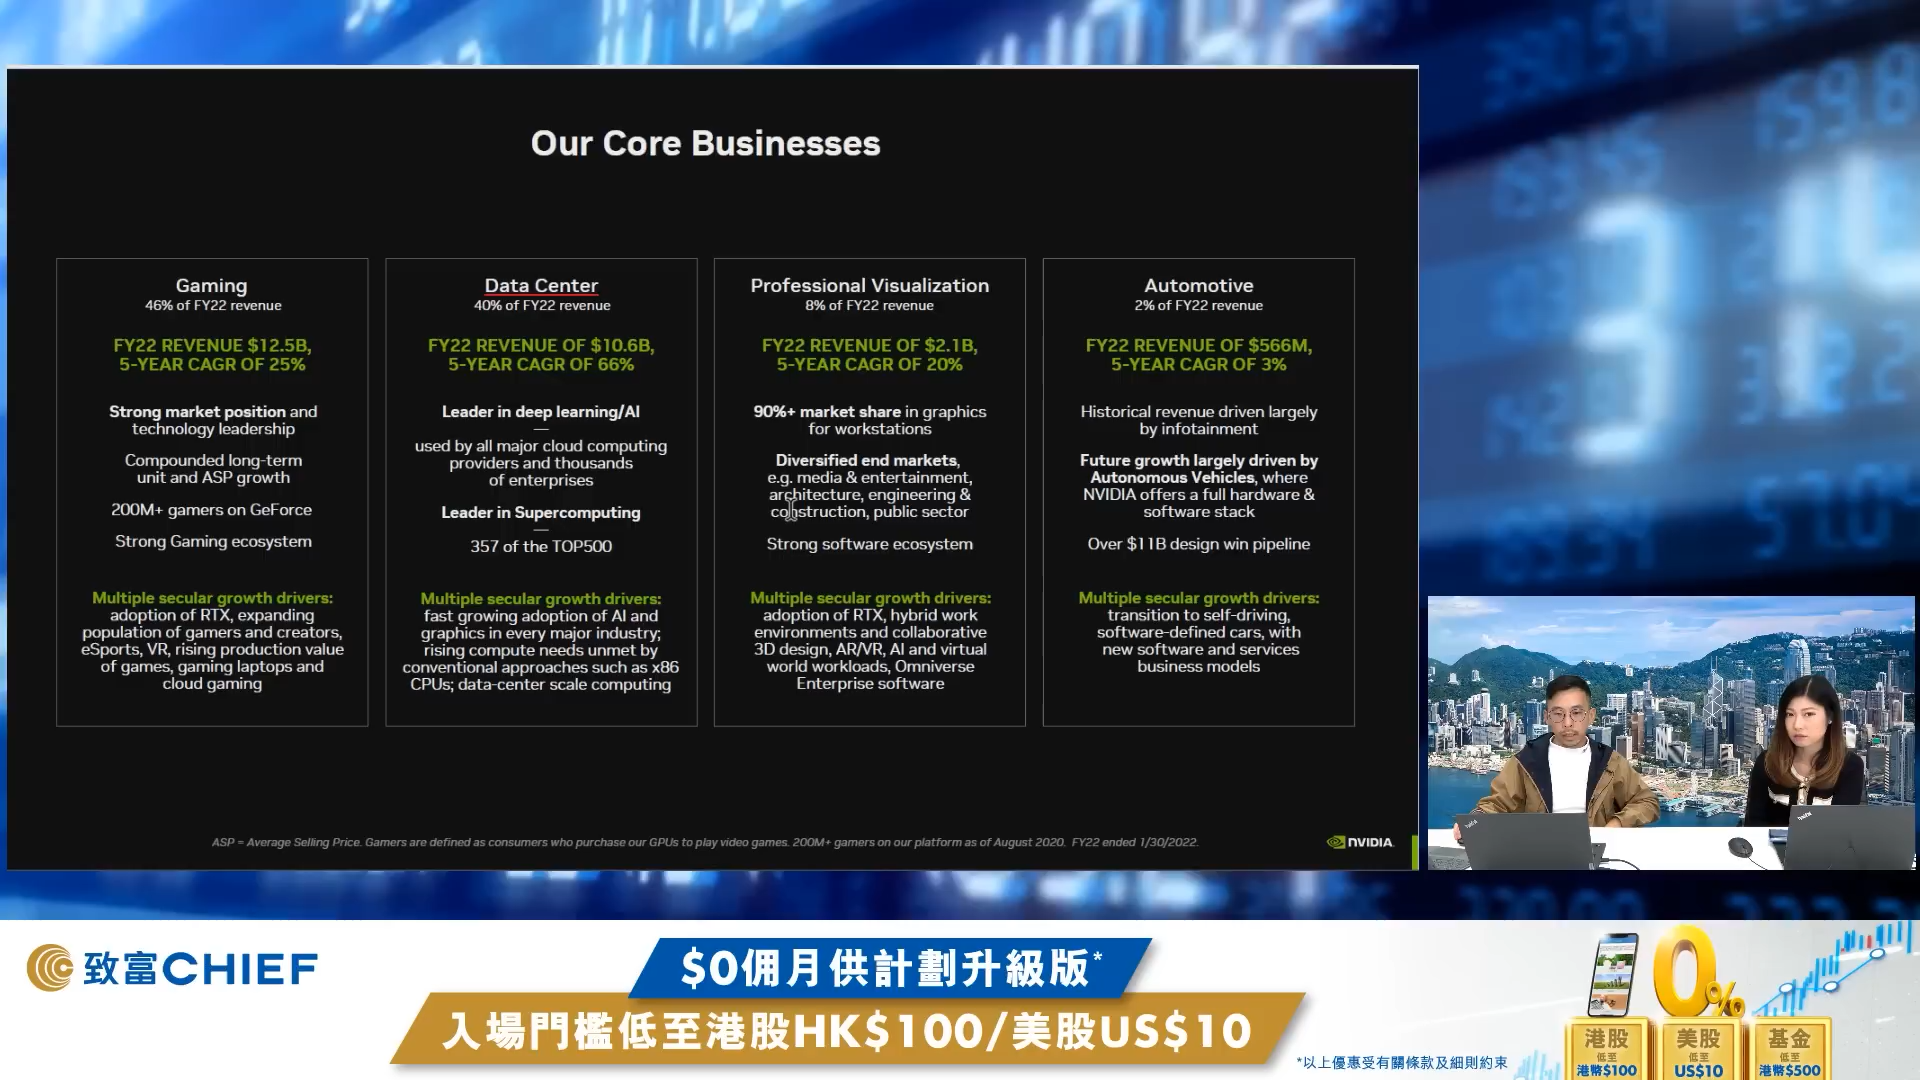 Our Core Businesses
Gaming
46% of FY22 revenue
FY22 REVENUE $12.5B,
5-YEAR CAGR OF 25%
Strong market position and
technology leadership
Compounded long-term
unit and ASP growth
200M+ gamers on GeForce
Strong Gaming ecosystem
Multiple secular growth drivers:
adoption of RTX, expanding
population of gamers and creators,
eSports, VR, rising production value
of games, gaming laptops and
cloud gaming
Data Center
40% of FY22 revenue
FY22 REVENUE OF $10.6B,
5-YEAR CAGR OF 66%
Leader in deep learning/AI
—
used by all major cloud computing
providers and thousands
of enterprises
Leader in Supercomputing
—
357 of the TOP500
Multiple secular growth drivers:
fast growing adoption of AI and
graphics in every major industry;
rising compute needs unmet by
conventional approaches such as x86
CPUs; data-center scale computing
Professional Visualization
8% of FY22 revenue
FY22 REVENUE OF $2.1B,
5-YEAR CAGR OF 20%
90%+ market share in graphics
for workstations
Diversified end markets,
e.g. media & entertainment,
architecture, engineering &
construction, public sector
Strong software ecosystem
Multiple secular growth drivers:
adoption of RTX, hybrid work
environments and collaborative
3D design, AR/VR, AI and virtual
world workloads, Omniverse
Enterprise software
Automotive
2% of FY22 revenue
FY22 REVENUE OF $566M,
5-YEAR CAGR OF 3%
Historical revenue driven largely
by infotainment
Future growth largely driven by
Autonomous Vehicles, where
NVIDIA offers a full hardware &
software stack
Over $11B design win pipeline
Multiple secular growth drivers:
transition to self-driving,
software-defined cars, with
new software and services
business models
ASP = Average Selling Price. Gamers are defined as consumers who purchase our GPUs to play video games. 200M+ gamers on our platform as of August 2020. FY22 ended 1/30/2022.
NVIDIA.
致富CHIEF
$0佣月供計劃升級版*
入場門檻低至港股HK$100/美股US$10
*以上優惠受有關條款及細則約束
0%
港股
低至
港幣$100
美股
低至
US$10
基金
低至
港幣$500